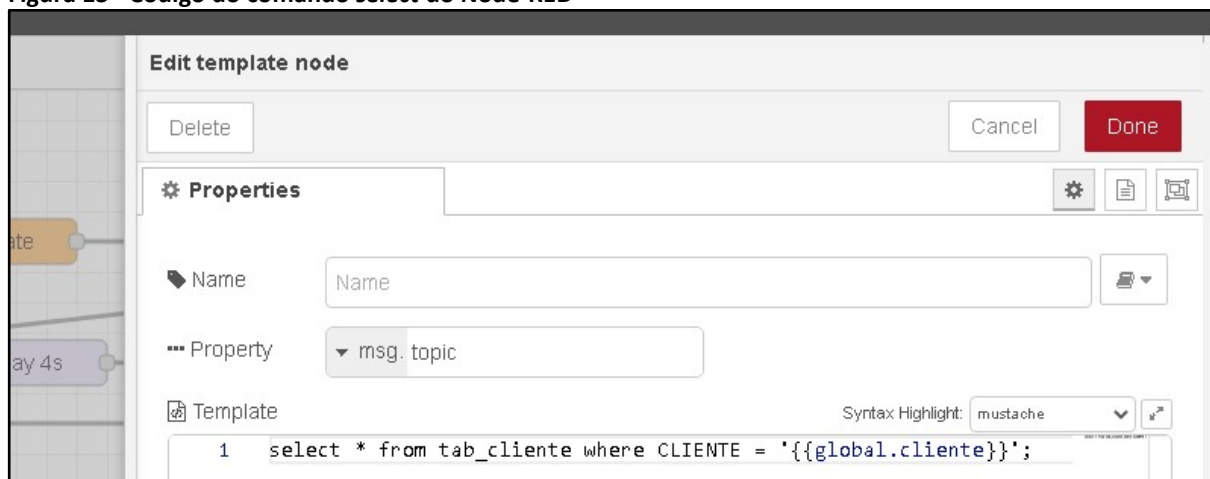 Figura 13 - Código do comando select do Node-RED
Edit template node
Delete
Cancel
Done
Properties
ate
Name
Name
Property
msg. topic
ay 4s
Template
Syntax Highlight: mustache
1 select * from tab_cliente where CLIENTE = '{{global.cliente}}';